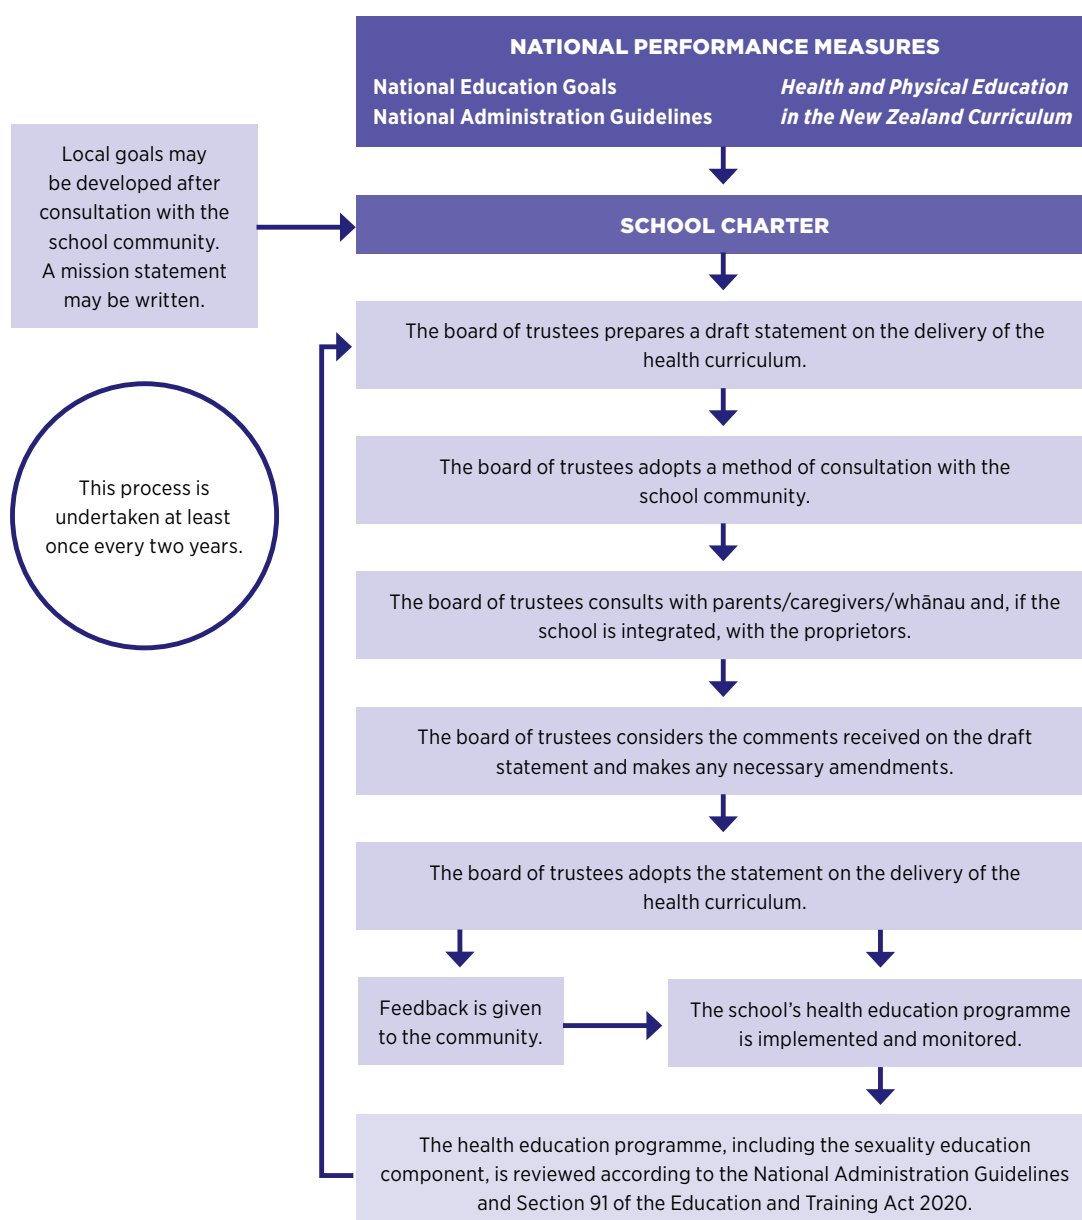 NATIONAL PERFORMANCE MEASURES
National Education Goals
National Administration Guidelines
Health and Physical Education
in the New Zealand Curriculum
Local goals may
be developed after
consultation with the
school community.
A mission statement
may be written.
SCHOOL CHARTER
The board of trustees prepares a draft statement on the delivery of the
health curriculum.
This process is
undertaken at least
once every two years.
The board of trustees adopts a method of consultation with the
school community.
The board of trustees consults with parents/caregivers/whānau and, if the
school is integrated, with the proprietors.
The board of trustees considers the comments received on the draft
statement and makes any necessary amendments.
The board of trustees adopts the statement on the delivery of the
health curriculum.
Feedback is given
to the community.
The school’s health education programme
is implemented and monitored.
The health education programme, including the sexuality education
component, is reviewed according to the National Administration Guidelines
and Section 91 of the Education and Training Act 2020.